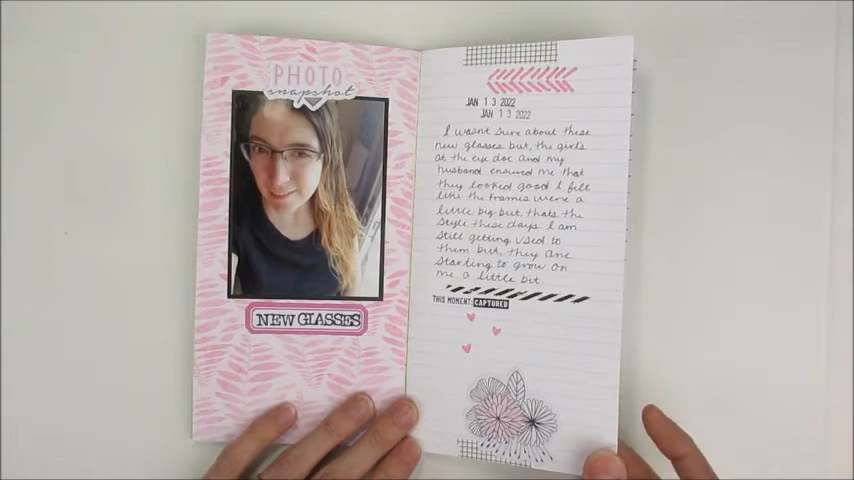 PHOTO
snapshot
NEW GLASSES
JAN 13 2022
JAN 13 2022
I wasn't sure about these
new glasses but, the girls
at the eye doc and my
husband ensured me that
they looked good I felt
like the frames were a
little big but, thats the
style these days. I am
still getting used to
them but, they are
starting to grow on
me a little bit.
THIS MOMENT: CAPTURED